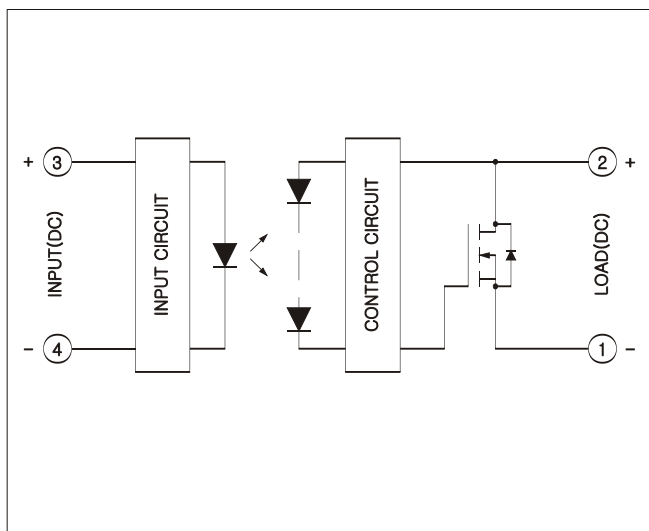 + 3
INPUT(DC)
- 4
INPUT CIRCUIT
CONTROL CIRCUIT
2 +
LOAD(DC)
1 -